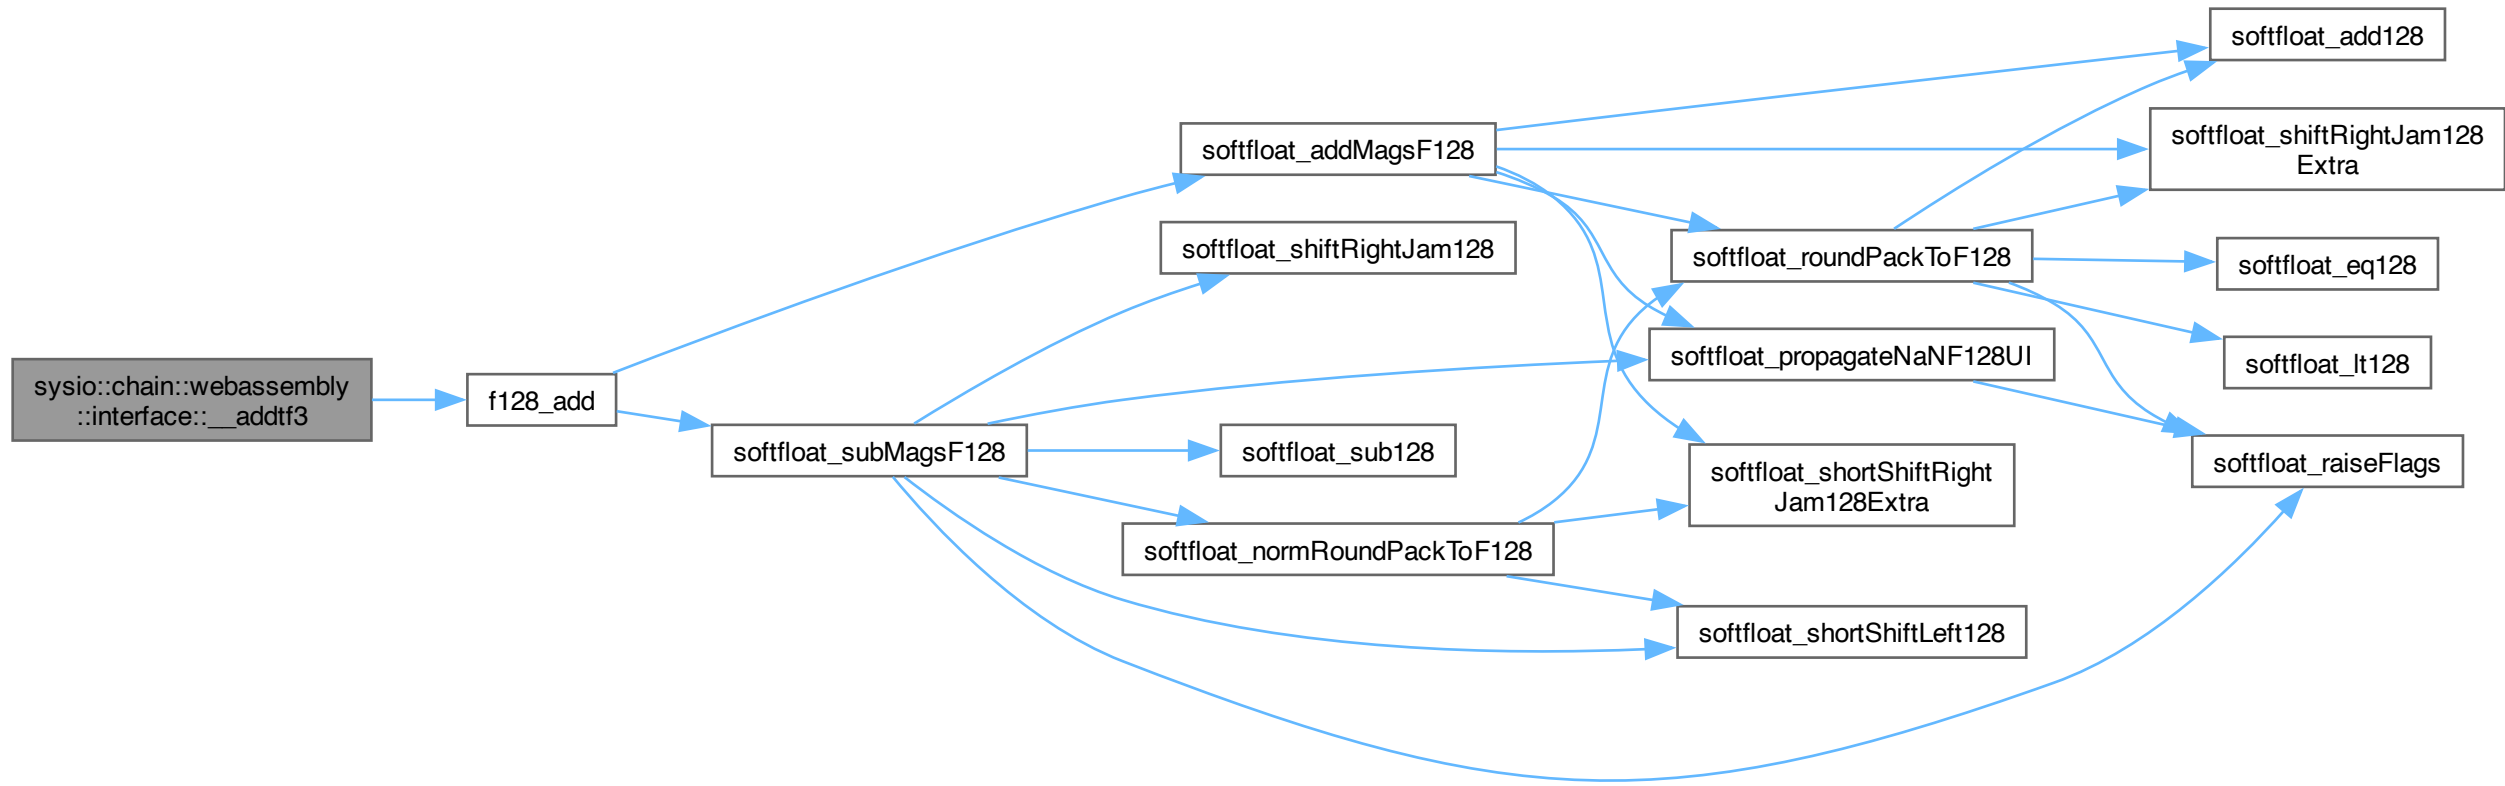 sysio::chain::webassembly
::interface::__addtf3
f128_add
softfloat_addMagsF128
softfloat_shiftRightJam128
softfloat_subMagsF128
softfloat_sub128
softfloat_normRoundPackToF128
softfloat_roundPackToF128
softfloat_propagateNaNF128UI
softfloat_shortShiftRight
Jam128Extra
softfloat_shortShiftLeft128
softfloat_add128
softfloat_shiftRightJam128
Extra
softfloat_eq128
softfloat_lt128
softfloat_raiseFlags